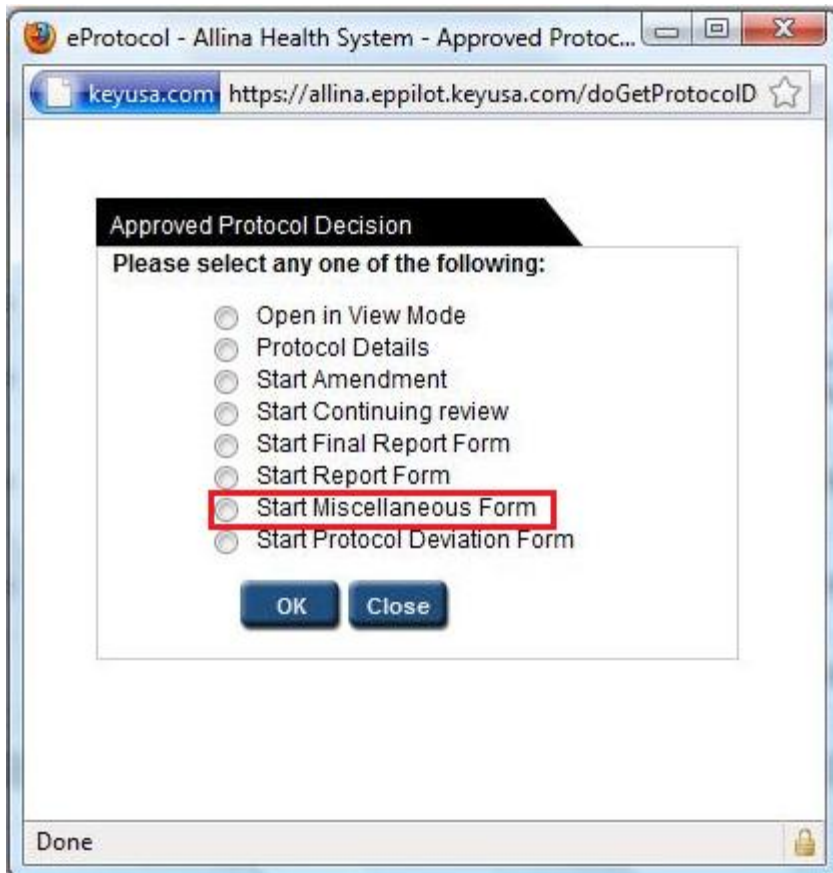 eProtocol - Allina Health System - Approved Protoc...
keyusa.com https://allina.eppilot.keyusa.com/doGetProtocolD
Approved Protocol Decision
Please select any one of the following:
Open in View Mode
Protocol Details
Start Amendment
Start Continuing review
Start Final Report Form
Start Report Form
Start Miscellaneous Form
Start Protocol Deviation Form
OK Close
Done